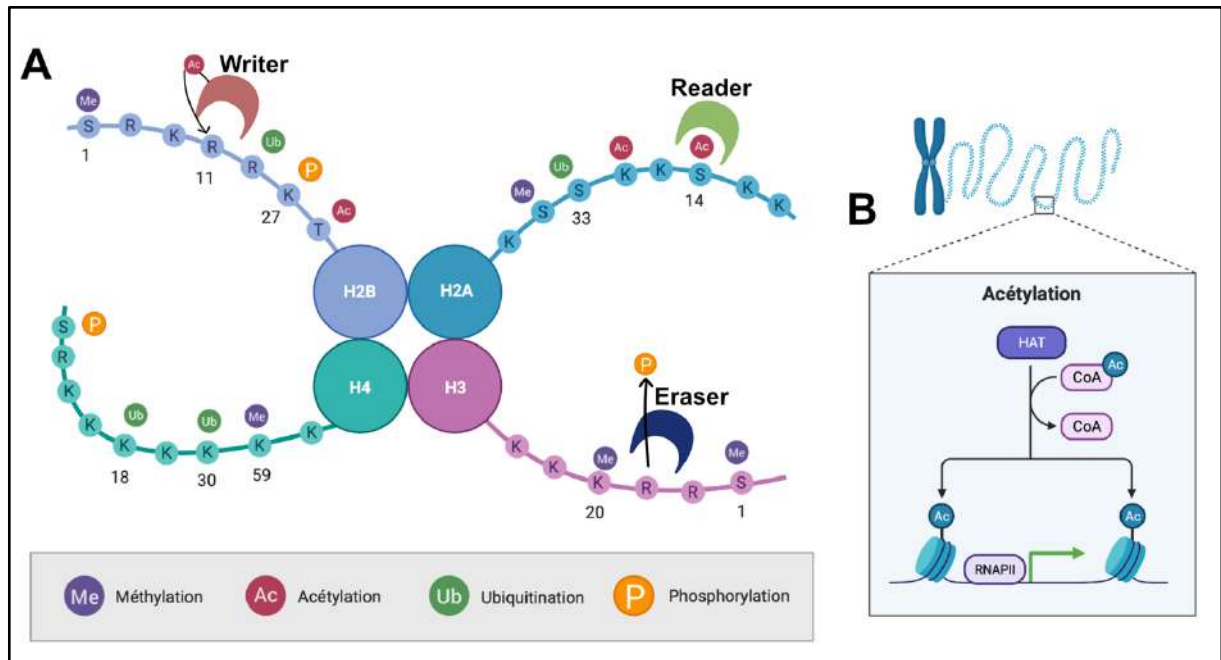 A
Writer
Ac
Me
S R K R R K T
Ub
P
Ac
1
11
27
Reader
Ac
Ac
Ub
Me
K S S K K S K K
33
14
H2B
H2A
H4
H3
P
S R K K K K K K K
Ub
Ub
Me
18
30
59
P
Eraser
Me
Me
K K K R R S
20
1
Me Méthylation
Ac Acétylation
Ub Ubiquitination
P Phosphorylation
B
Acétylation
HAT
Ac
CoA
CoA
Ac
Ac
RNAPII